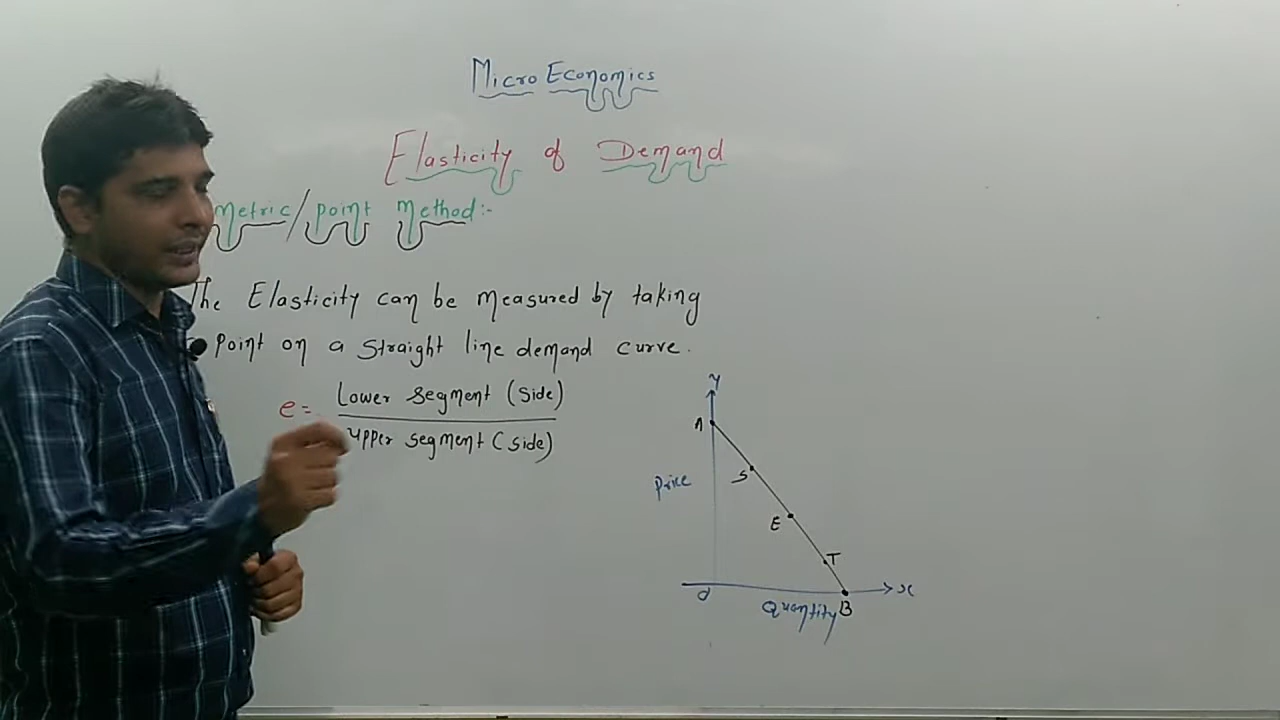 Micro Economics
Elasticity of Demand
metric/point Method:-
The Elasticity can be measured by taking
point on a straight line demand curve.
e = Lower segment (side)
upper segment (side)
y
A
S
Price
E
T
x
Quantity B